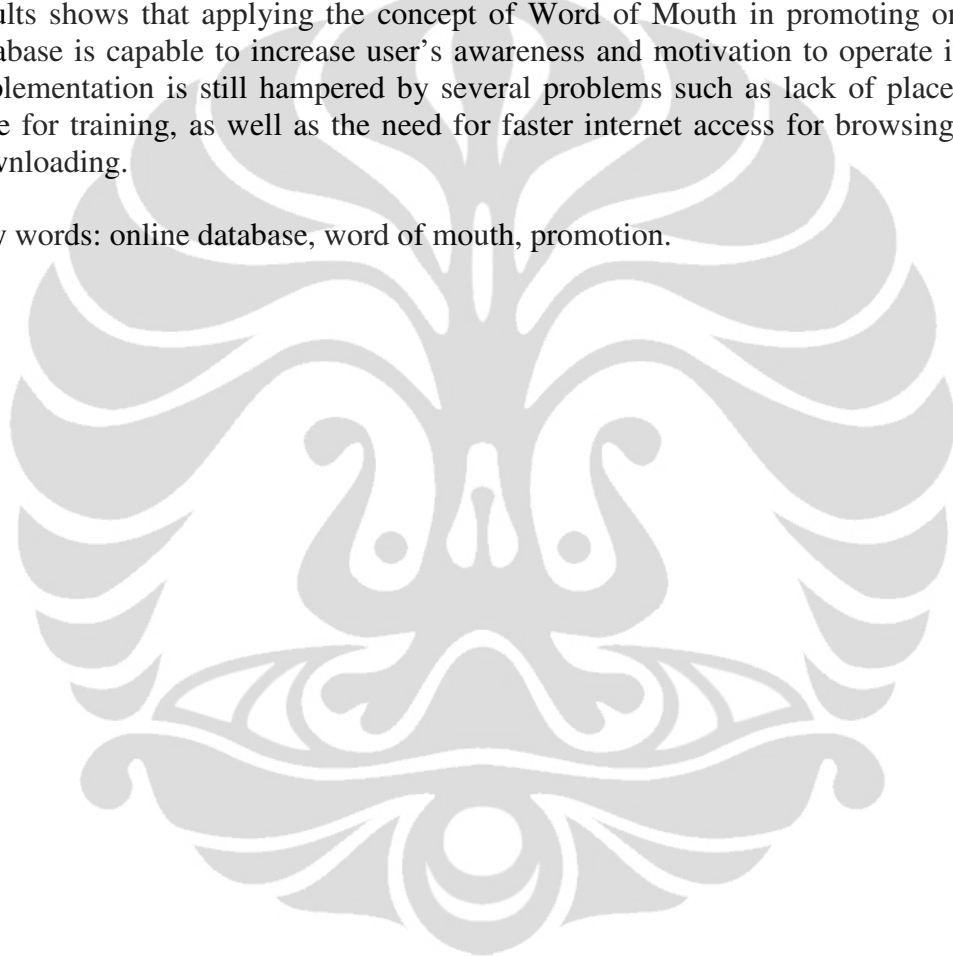 ults shows that applying the concept of Word of Mouth in promoting or
abase is capable to increase user's awareness and motivation to operate i
plementation is still hampered by several problems such as lack of place
e for training, as well as the need for faster internet access for browsing
wnloading.
y words: online database, word of mouth, promotion.